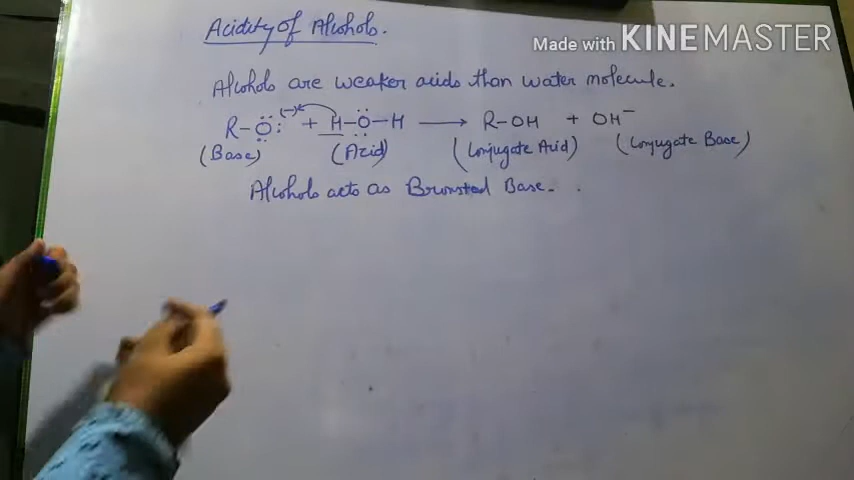 Acidity of Alcohols.
Made with KINEMASTER
Alcohols are weaker acids than water molecule.
R-Ö:(-) + H-Ö-H ⟶ R-OH + OH⁻
(Base) (Acid) (Conjugate Acid) (Conjugate Base)
Alcohols acts as Bronsted Base.